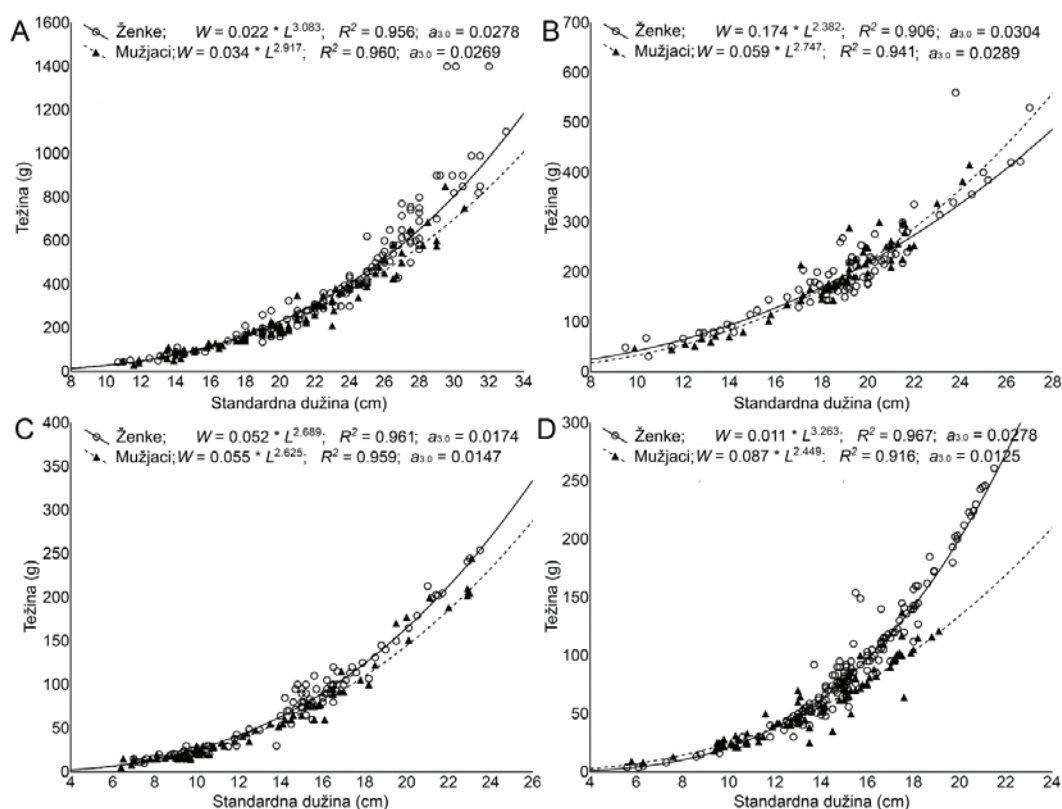 A
Ženke; W = 0.022 * L^3.083; R² = 0.956; a₃.₀ = 0.0278
Mužjaci; W = 0.034 * L^2.917; R² = 0.960; a₃.₀ = 0.0269
1600
1400
1200
1000
800
600
400
200
0
Težina (g)
8 10 12 14 16 18 20 22 24 26 28 30 32 34
Standardna dužina (cm)
B
Ženke; W = 0.174 * L^2.382; R² = 0.906; a₃.₀ = 0.0304
Mužjaci; W = 0.059 * L^2.747; R² = 0.941; a₃.₀ = 0.0289
700
600
500
400
300
200
100
0
Težina (g)
8 10 12 14 16 18 20 22 24 26 28
Standardna dužina (cm)
C
Ženke; W = 0.052 * L^2.689; R² = 0.961; a₃.₀ = 0.0174
Mužjaci; W = 0.055 * L^2.625; R² = 0.959; a₃.₀ = 0.0147
400
350
300
250
200
150
100
50
0
Težina (g)
4 6 8 10 12 14 16 18 20 22 24 26
Standardna dužina (cm)
D
Ženke; W = 0.011 * L^3.263; R² = 0.967; a₃.₀ = 0.0278
Mužjaci; W = 0.087 * L^2.449; R² = 0.916; a₃.₀ = 0.0125
300
250
200
150
100
50
0
Težina (g)
4 6 8 10 12 14 16 18 20 22 24
Standardna dužina (cm)